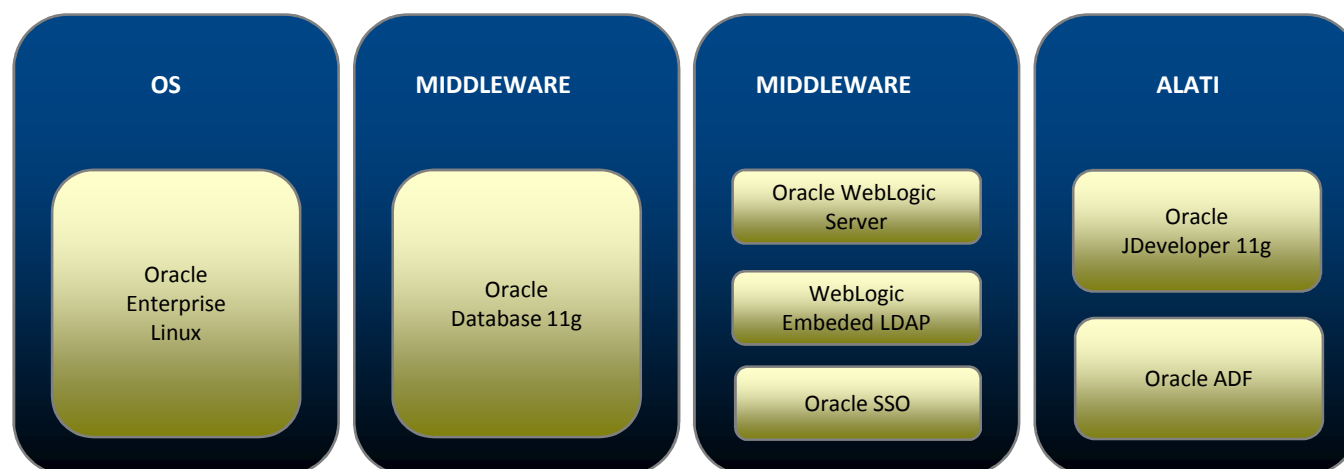 OS
Oracle
Enterprise
Linux
MIDDLEWARE
Oracle
Database 11g
MIDDLEWARE
Oracle WebLogic
Server
WebLogic
Embeded LDAP
Oracle SSO
ALATI
Oracle
JDeveloper 11g
Oracle ADF